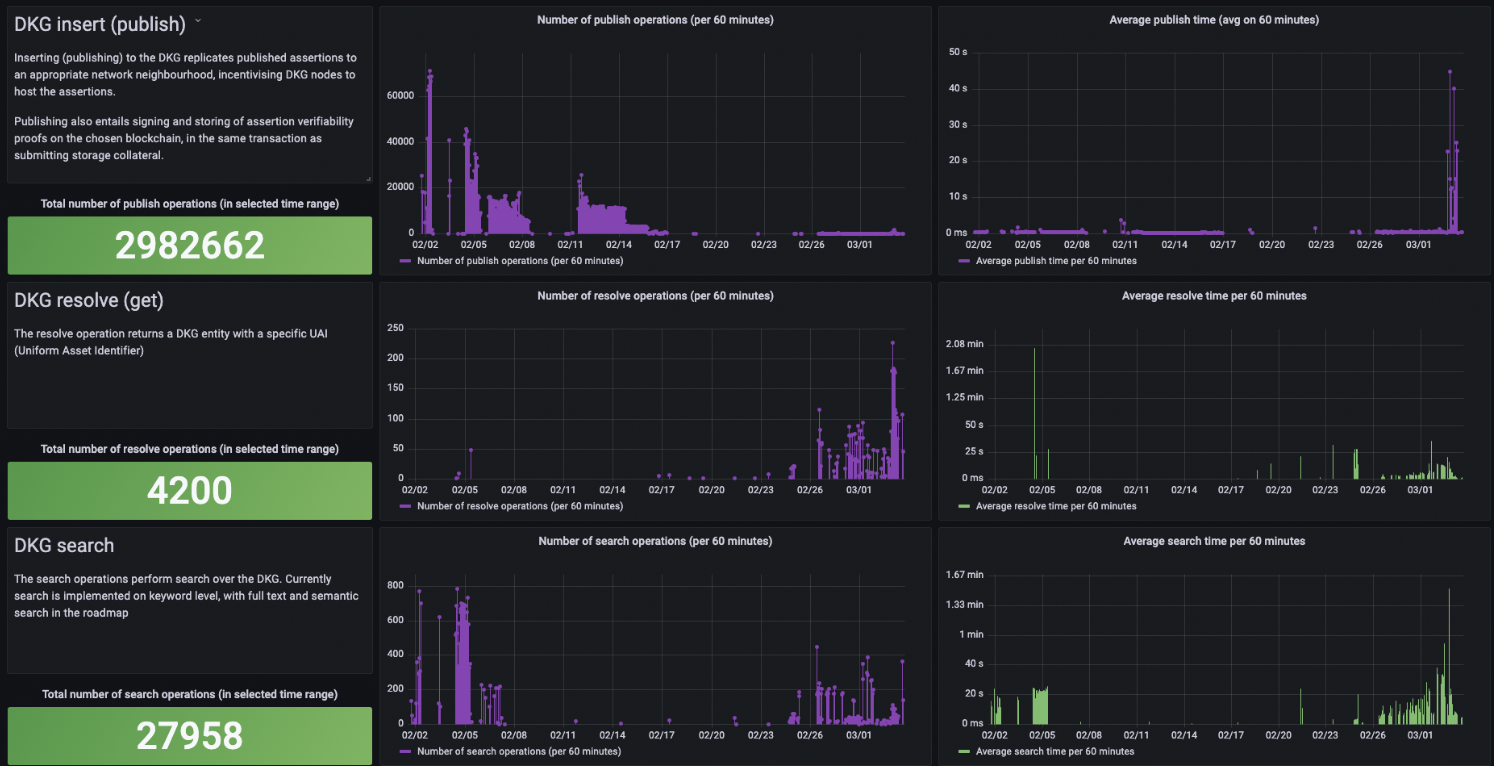 DKG insert (publish)
Inserting (publishing) to the DKG replicates published assertions to
an appropriate network neighbourhood, incentivising DKG nodes to
host the assertions.
Publishing also entails signing and storing of assertion verifiability
proofs on the chosen blockchain, in the same transaction as
submitting storage collateral.
Total number of publish operations (in selected time range)
2982662
Number of publish operations (per 60 minutes)
60000
40000
20000
0
02/02 02/05 02/08 02/11 02/14 02/17 02/20 02/23 02/26 03/01
Number of publish operations (per 60 minutes)
Average publish time (avg on 60 minutes)
50 s
40 s
30 s
20 s
10 s
0 ms
02/02 02/05 02/08 02/11 02/14 02/17 02/20 02/23 02/26 03/01
Average publish time per 60 minutes
DKG resolve (get)
The resolve operation returns a DKG entity with a specific UAI
(Uniform Asset Identifier)
Total number of resolve operations (in selected time range)
4200
Number of resolve operations (per 60 minutes)
250
200
150
100
50
0
02/02 02/05 02/08 02/11 02/14 02/17 02/20 02/23 02/26 03/01
Number of resolve operations (per 60 minutes)
Average resolve time per 60 minutes
2.08 min
1.67 min
1.25 min
50 s
25 s
0 ms
02/02 02/05 02/08 02/11 02/14 02/17 02/20 02/23 02/26 03/01
Average resolve time per 60 minutes
DKG search
The search operations perform search over the DKG. Currently
search is implemented on keyword level, with full text and semantic
search in the roadmap
Total number of search operations (in selected time range)
27958
Number of search operations (per 60 minutes)
800
600
400
200
0
02/02 02/05 02/08 02/11 02/14 02/17 02/20 02/23 02/26 03/01
Number of search operations (per 60 minutes)
Average search time per 60 minutes
1.67 min
1.33 min
1 min
40 s
20 s
0 ms
02/02 02/05 02/08 02/11 02/14 02/17 02/20 02/23 02/26 03/01
Average search time per 60 minutes